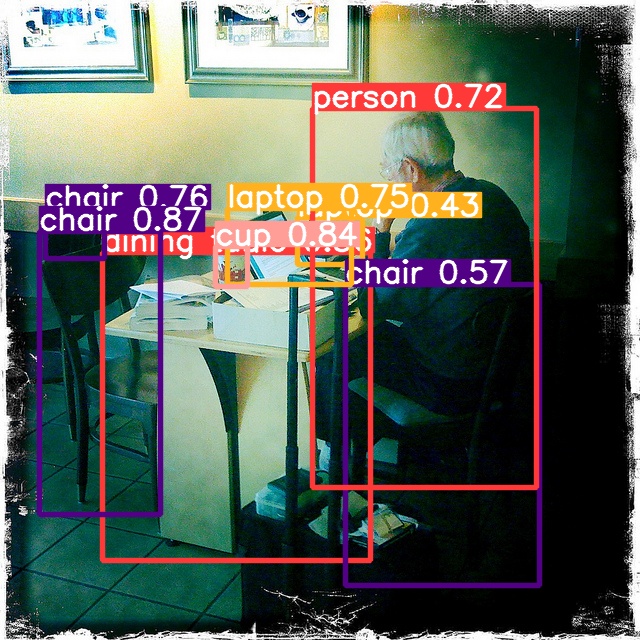 person 0.72
chair 0.76
laptop 0.75
0.43
chair 0.87
dining
cup 0.84
chair 0.57